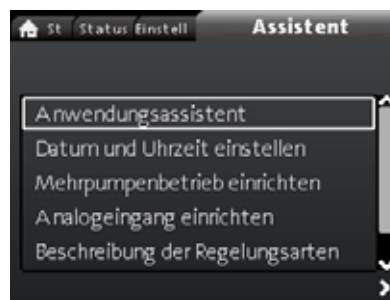 St Status Einstell Assistent
Anwendungsassistent
Datum und Uhrzeit einstellen
Mehrpumpenbetrieb einrichten
Analogeingang einrichten
Beschreibung der Regelungsarten